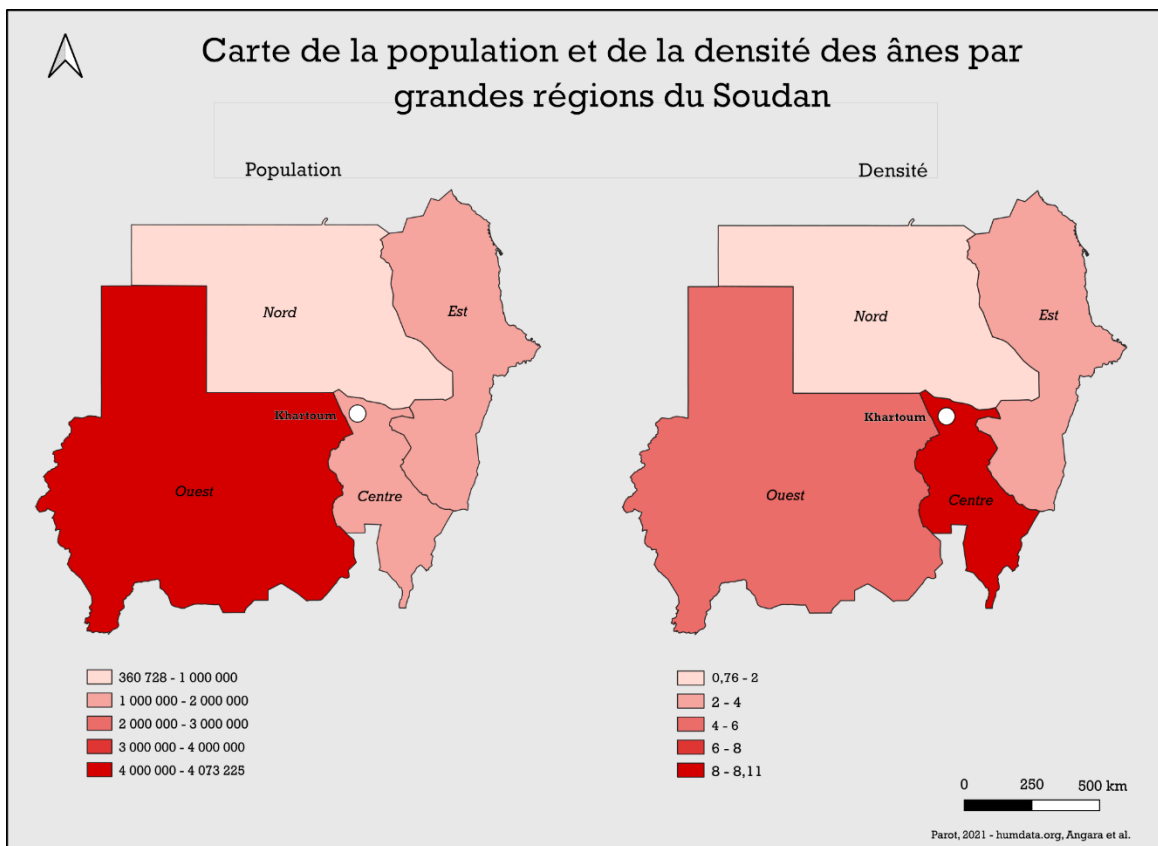 Carte de la population et de la densité des ânes par
grandes régions du Soudan
Population
Densité
Nord
Est
Khartoum
Ouest
Centre
Nord
Est
Khartoum
Ouest
Centre
360 728 - 1 000 000
1 000 000 - 2 000 000
2 000 000 - 3 000 000
3 000 000 - 4 000 000
4 000 000 - 4 073 225
0,76 - 2
2 - 4
4 - 6
6 - 8
8 - 8,11
0 250 500 km
Parot, 2021 - humdata.org, Angara et al.